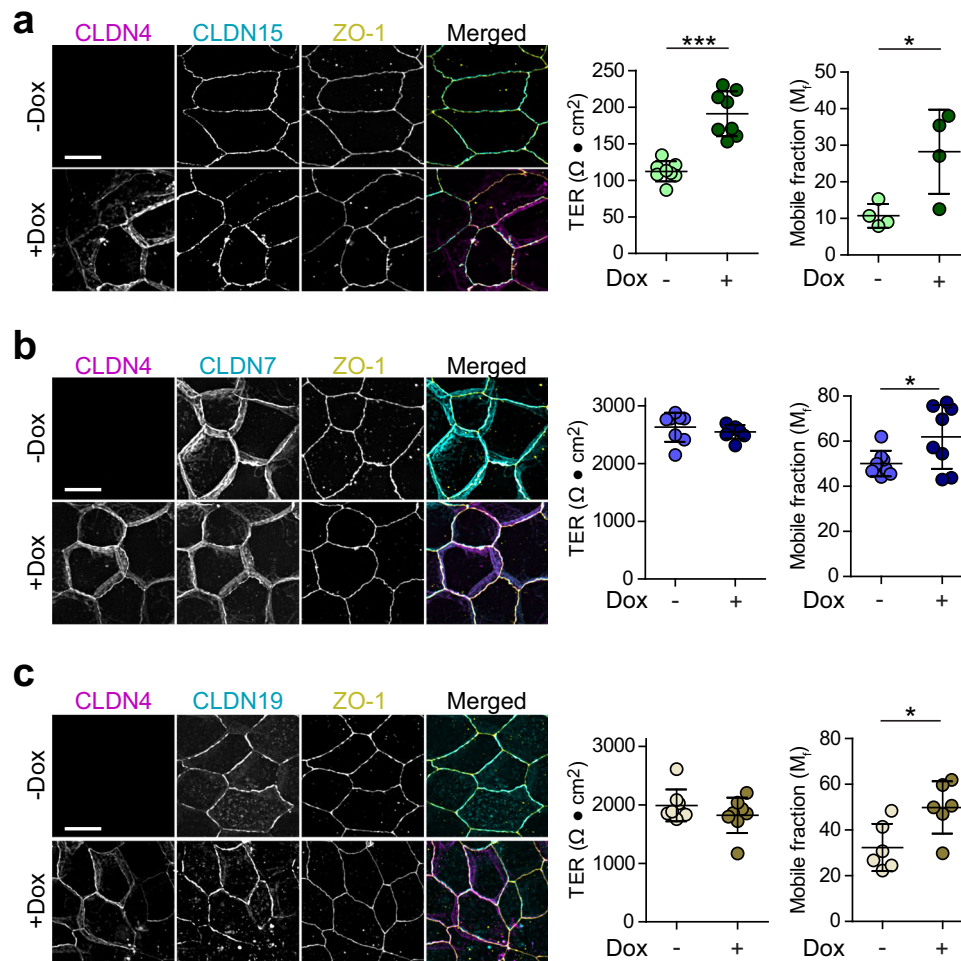 a
CLDN4 CLDN15 ZO-1 Merged
-Dox
+Dox
TER (Ω ● cm2)
250
200
150
100
50
0
***
Dox - +
Mobile fraction (Mf)
50
40
30
20
10
0
*
Dox - +
b
CLDN4 CLDN7 ZO-1 Merged
-Dox
+Dox
TER (Ω ● cm²)
3000
2000
1000
0
Dox - +
Mobile fraction (Mf)
80
60
40
20
0
*
Dox - +
c
CLDN4 CLDN19 ZO-1 Merged
-Dox
+Dox
TER (Ω ● cm²)
3000
2000
1000
0
Dox - +
Mobile fraction (Mf)
80
60
40
20
0
*
Dox - +